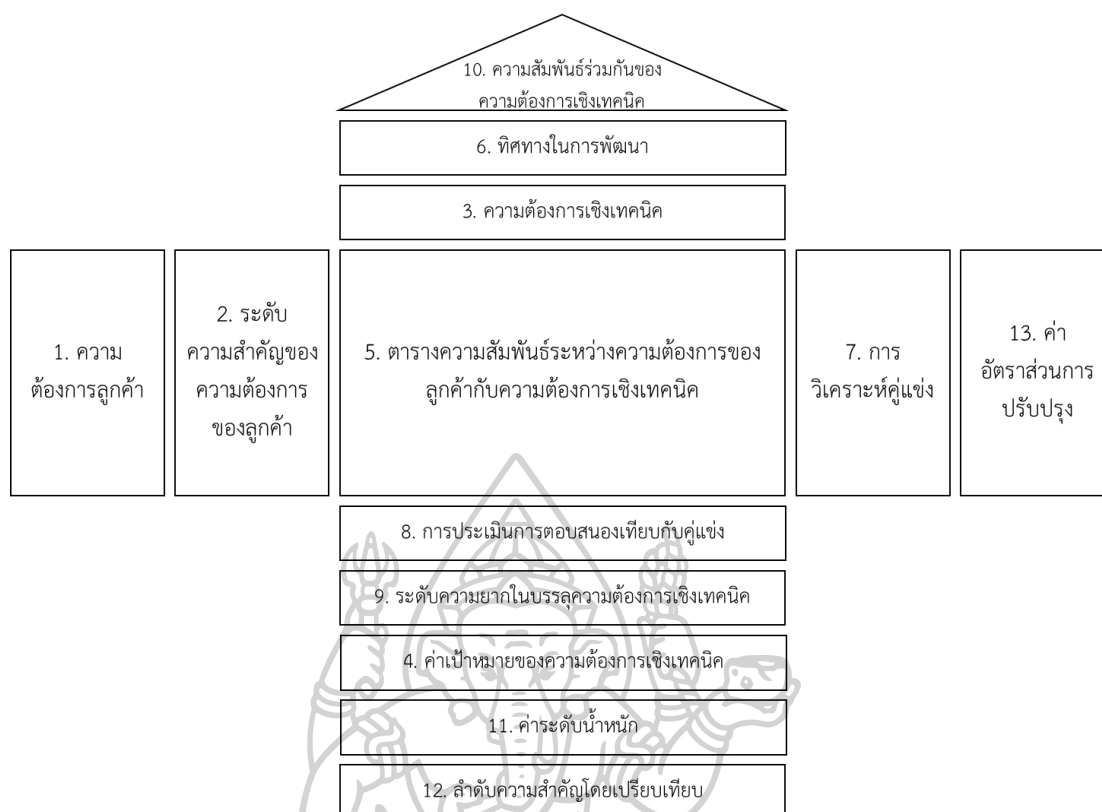 10. ความสัมพันธ์ร่วมกันของ
ความต้องการเชิงเทคนิค
6. ทิศทางในการพัฒนา
3. ความต้องการเชิงเทคนิค
1. ความ
ต้องการลูกค้า
2. ระดับ
ความสำคัญของ
ความต้องการ
ของลูกค้า
5. ตารางความสัมพันธ์ระหว่างความต้องการของ
ลูกค้ากับความต้องการเชิงเทคนิค
7. การ
วิเคราะห์คู่แข่ง
13. ค่า
อัตราส่วนการ
ปรับปรุง
8. การประเมินการตอบสนองเทียบกับคู่แข่ง
9. ระดับความยากในบรรลุความต้องการเชิงเทคนิค
4. ค่าเป้าหมายของความต้องการเชิงเทคนิค
11. ค่าระดับน้ำหนัก
12. ลำดับความสำคัญโดยเปรียบเทียบ